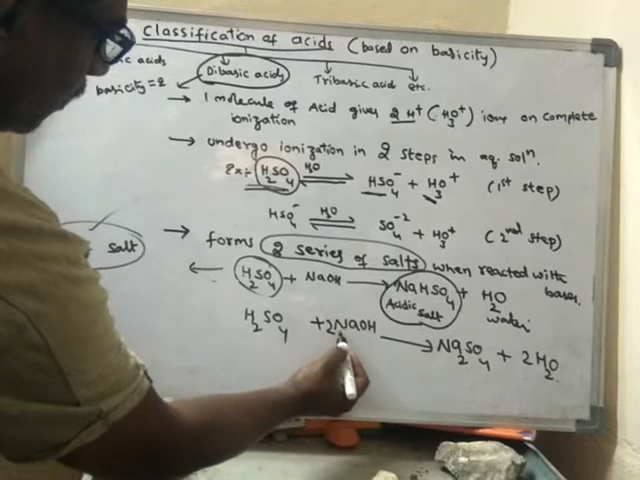 Classification of acids (based on basicity)
ic acids
Dibasic acids
Tribasic acid
etc.
basicity=2
→ 1 molecule of Acid gives 2H⁺ (H₃O⁺) ions on complete
ionization
→ undergo ionization in 2 steps in aq. solⁿ.
Ex:- H₂SO₄ ⇌ HSO₄⁻ + H₃O⁺ (1st step)
H₂O
HSO₄⁻ ⇌ SO₄⁻² + H₃O⁺ (2nd step)
H₂O
→ forms 2 series of salts when reacted with
bases.
salt
← H₂SO₄ + NaOH → NaHSO₄ + H₂O
Acidic salt
water
H₂SO₄ + 2NaOH → Na₂SO₄ + 2H₂O.